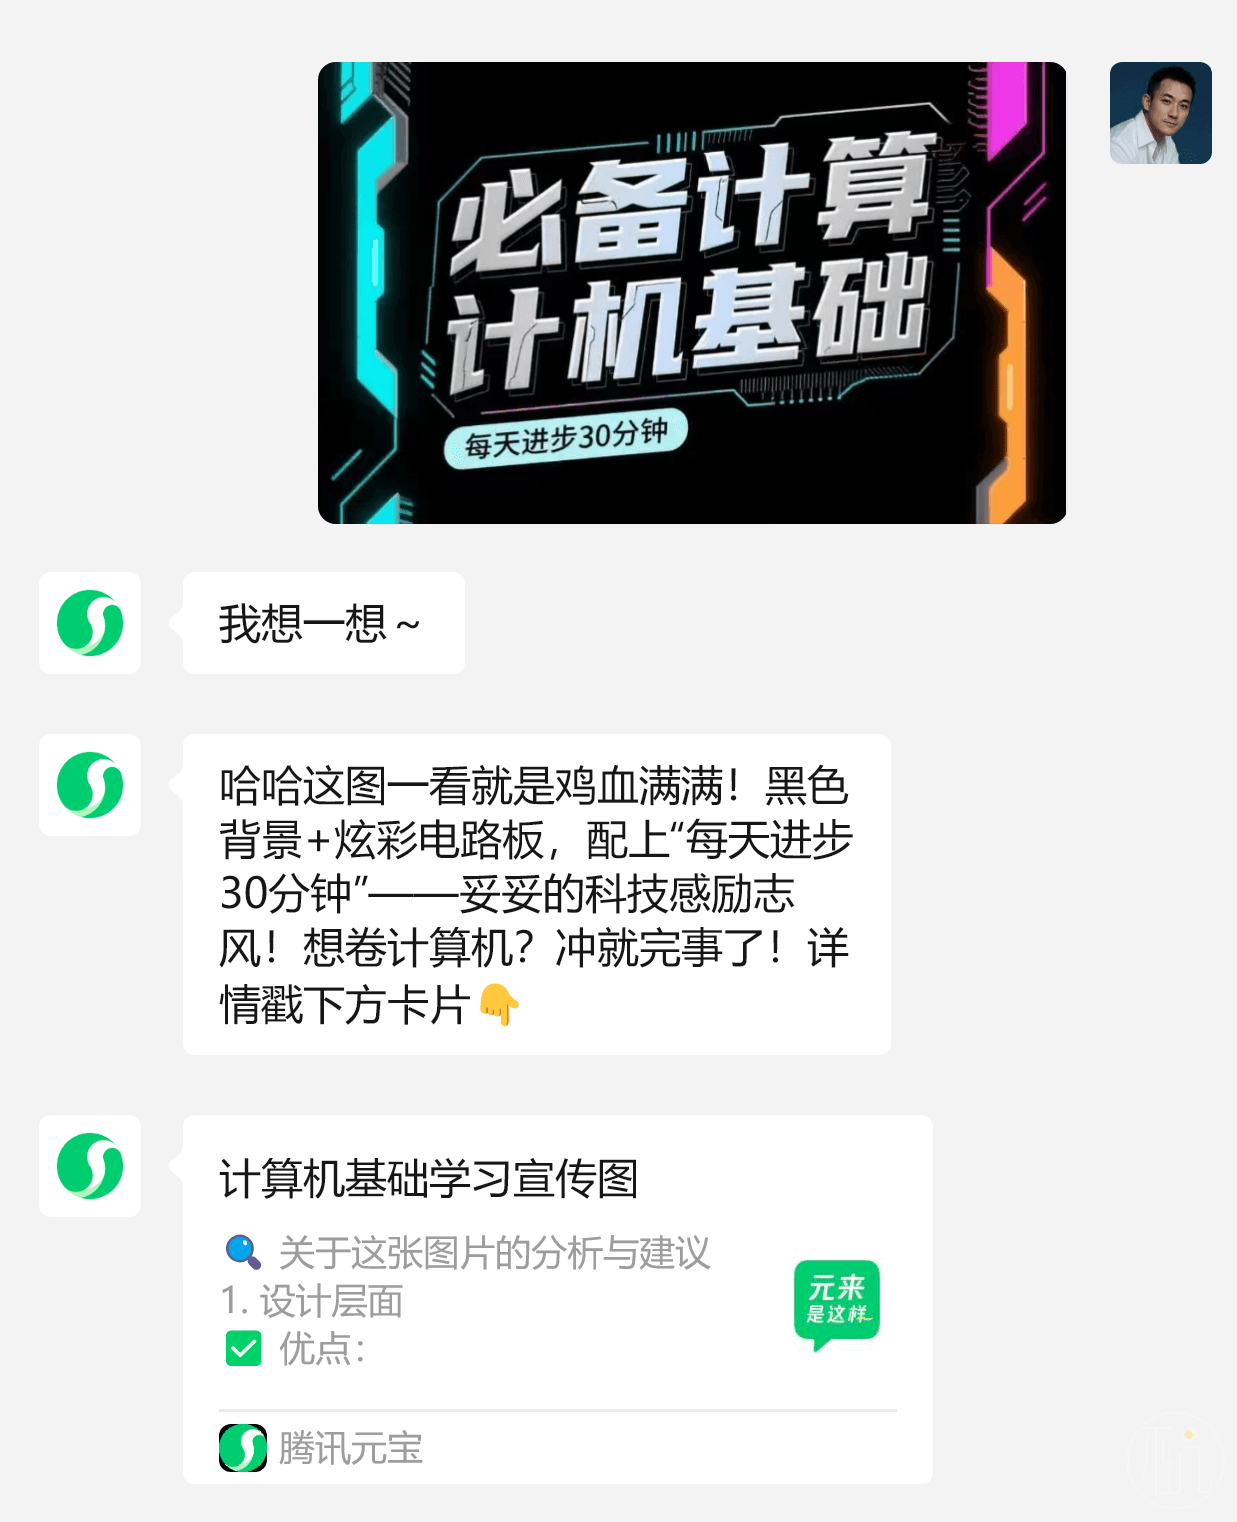 必备计算
计机基础
每天进步30分钟
我想一想～
哈哈这图一看就是鸡血满满！黑色
背景+炫彩电路板，配上“每天进步
30分钟”——妥妥的科技感励志
风！想卷计算机？冲就完事了！详
情戳下方卡片👇
计算机基础学习宣传图
🔍 关于这张图片的分析与建议
1. 设计层面
✅ 优点：
元来
是这样
腾讯元宝